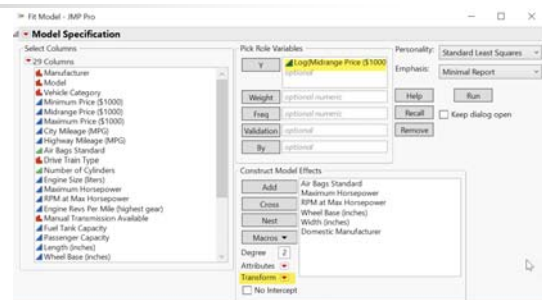 Fit Model - JMP Pro
Model Specification
Select Columns
29 Columns
Manufacturer
Model
Vehicle Category
Minimum Price ($1000)
Midrange Price ($1000)
Maximum Price ($1000)
City Mileage (MPG)
Highway Mileage (MPG)
Air Bags Standard
Drive Train Type
Number of Cylinders
Engine Size (liters)
Maximum Horsepower
RPM at Max Horsepower
Engine Revs Per Mile (highest gear)
Manual Transmission Available
Fuel Tank Capacity
Passenger Capacity
Length (inches)
Wheel Base (inches)
Pick Role Variables
Y
Log(Midrange Price ($1000
optional
Weight optional numeric
Freq optional numeric
Validation optional
By optional
Personality: Standard Least Squares
Emphasis: Minimal Report
Help Run
Recall Keep dialog open
Remove
Construct Model Effects
Add
Cross
Nest
Macros
Degree 2
Attributes
Transform
No Intercept
Air Bags Standard
Maximum Horsepower
RPM at Max Horsepower
Wheel Base (inches)
Width (inches)
Domestic Manufacturer